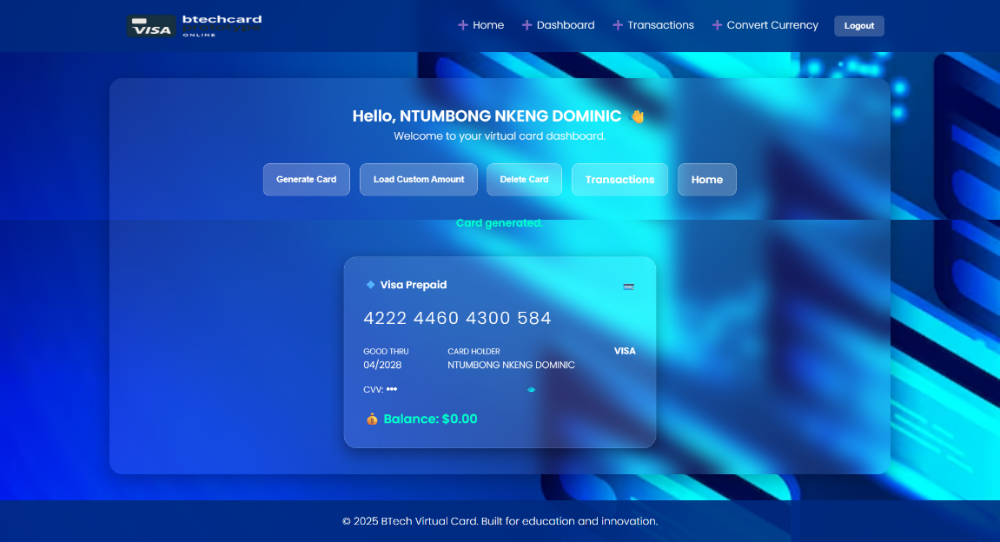 VISA
btechcard
ONLINE
Home
Dashboard
Transactions
Convert Currency
Logout
Hello, NTUMBONG NKENG DOMINIC 👋
Welcome to your virtual card dashboard.
Generate Card
Load Custom Amount
Delete Card
Transactions
Home
Card generated.
Visa Prepaid
4222 4460 4300 584
GOOD THRU
04/2028
CARD HOLDER
NTUMBONG NKENG DOMINIC
VISA
CVV: •••
Balance: $0.00
© 2025 BTech Virtual Card. Built for education and innovation.